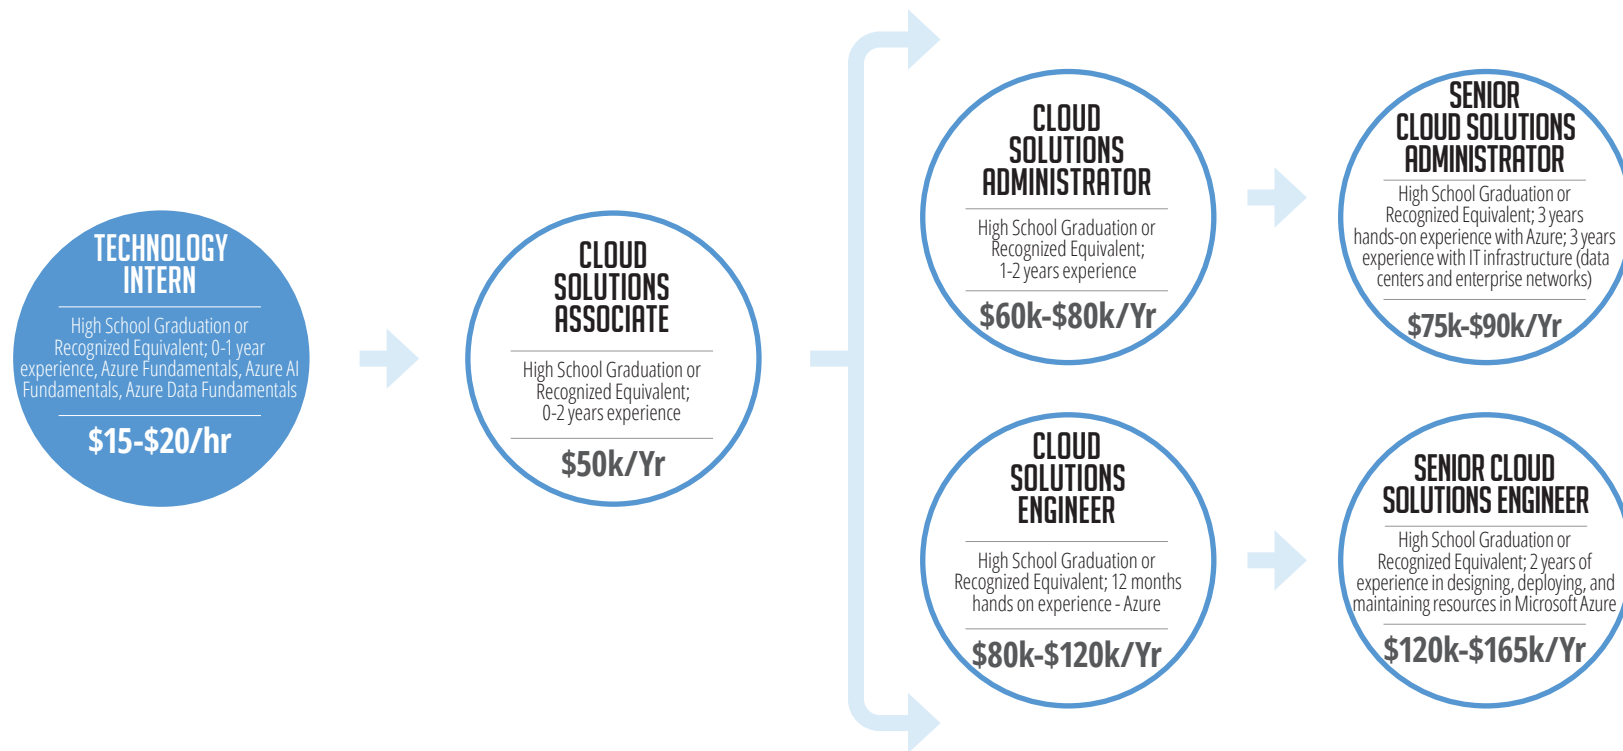 TECHNOLOGY
INTERN
High School Graduation or
Recognized Equivalent; 0-1 year
experience, Azure Fundamentals, Azure AI
Fundamentals, Azure Data Fundamentals
$15-$20/hr
CLOUD
SOLUTIONS
ASSOCIATE
High School Graduation or
Recognized Equivalent;
0-2 years experience
$50k/Yr
CLOUD
SOLUTIONS
ADMINISTRATOR
High School Graduation or
Recognized Equivalent;
1-2 years experience
$60k-$80k/Yr
SENIOR
CLOUD SOLUTIONS
ADMINISTRATOR
High School Graduation or
Recognized Equivalent; 3 years
hands-on experience with Azure; 3 years
experience with IT infrastructure (data
centers and enterprise networks)
$75k-$90k/Yr
CLOUD
SOLUTIONS
ENGINEER
High School Graduation or
Recognized Equivalent; 12 months
hands on experience - Azure
$80k-$120k/Yr
SENIOR CLOUD
SOLUTIONS ENGINEER
High School Graduation or
Recognized Equivalent; 2 years of
experience in designing, deploying, and
maintaining resources in Microsoft Azure
$120k-$165k/Yr